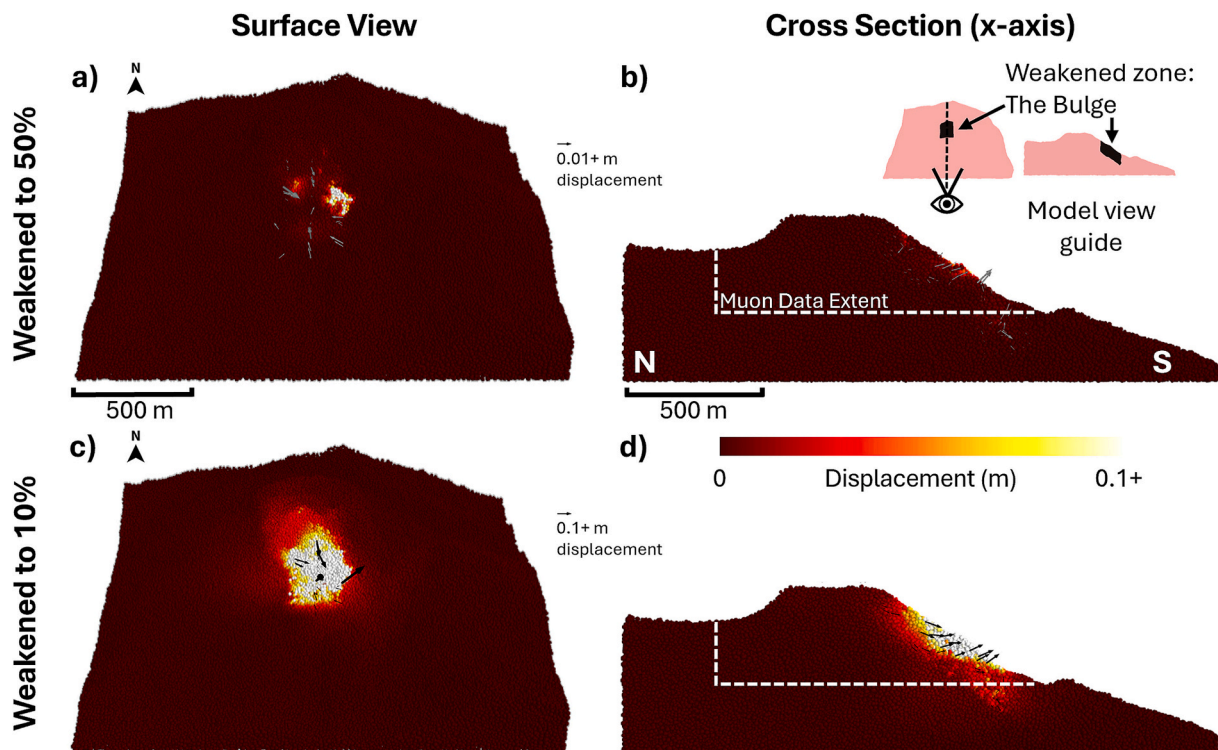 Surface View
Cross Section (x-axis)
Weakened to 50%
a)
N
0.01+ m
displacement
500 m
b)
Weakened zone:
The Bulge
Model view
guide
Muon Data Extent
N
S
500 m
Weakened to 10%
c)
N
0.1+ m
displacement
d)
0
Displacement (m)
0.1+